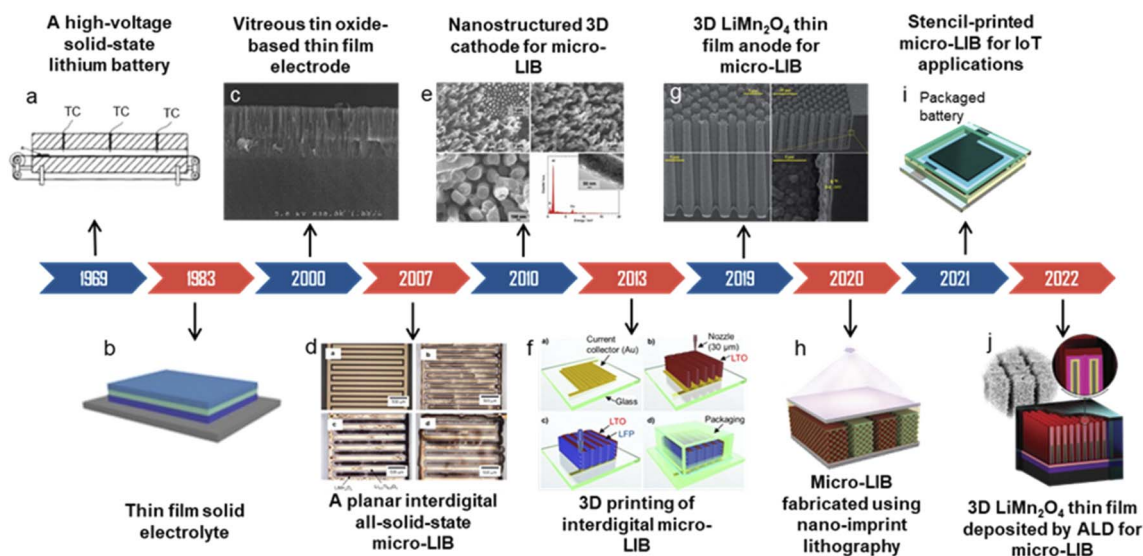 A high-voltage
solid-state
lithium battery
Vitreous tin oxide-
based thin film
electrode
Nanostructured 3D
cathode for micro-
LIB
3D LiMn₂O₄ thin
film anode for
micro-LIB
Stencil-printed
micro-LIB for IoT
applications
a
TC
TC
TC
c
e
g
i
Packaged
battery
1969
1983
2000
2007
2010
2013
2019
2020
2021
2022
b
d
a
b
c
d
f
a)
Current
collector (Au)
Glass
b)
Nozzle
(30 µm)
LTO
c)
LTO
LFP
d)
Packaging
h
j
Thin film solid
electrolyte
A planar interdigital
all-solid-state
micro-LIB
3D printing of
interdigital micro-
LIB
Micro-LIB
fabricated using
nano-imprint
lithography
3D LiMn₂O₄ thin film
deposited by ALD for
micro-LIB